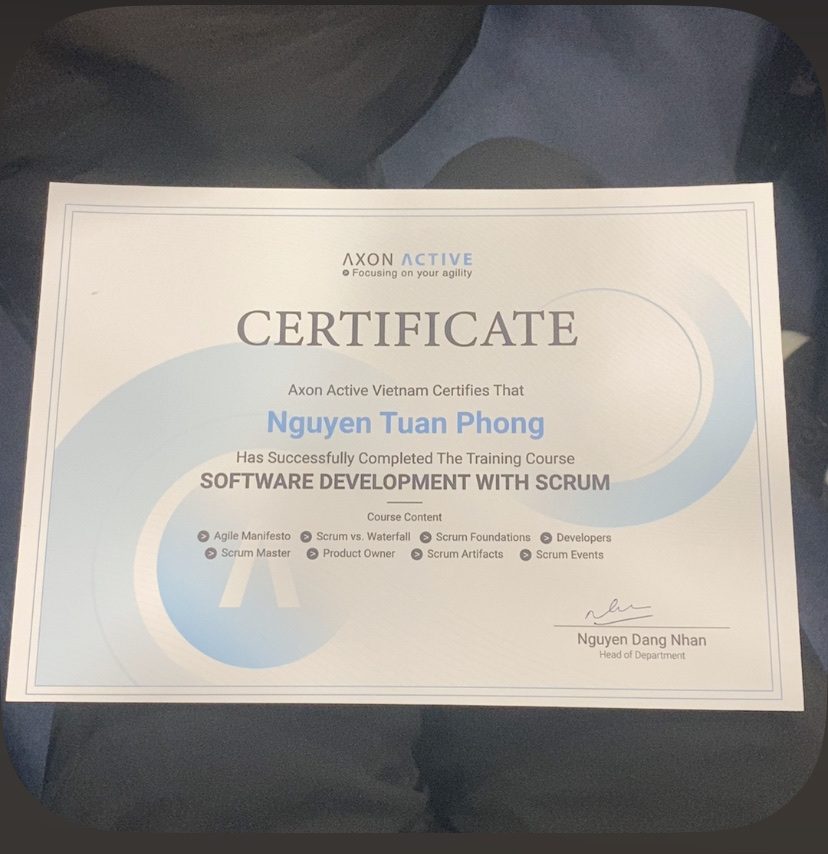 AXON ACTIVE
Focusing on your agility
CERTIFICATE
Axon Active Vietnam Certifies That
Nguyen Tuan Phong
Has Successfully Completed The Training Course
SOFTWARE DEVELOPMENT WITH SCRUM
Course Content
Agile Manifesto Scrum vs. Waterfall Scrum Foundations Developers
Scrum Master Product Owner Scrum Artifacts Scrum Events
Nguyen Dang Nhan
Head of Department